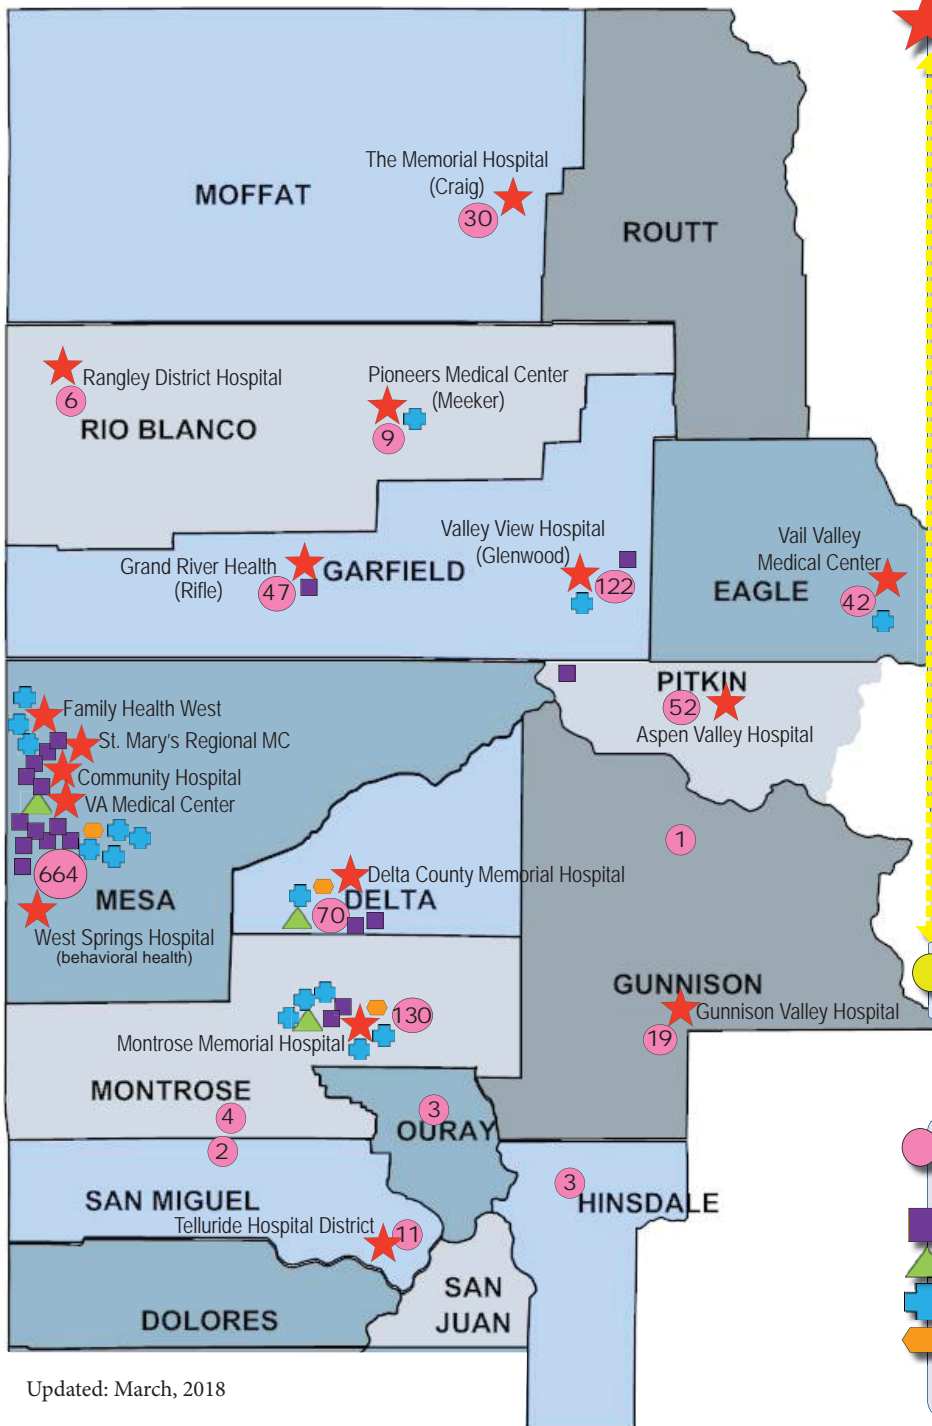 The Memorial Hospital
(Craig)
MOFFAT
30
ROUTT
Rangley District Hospital
6
Pioneers Medical Center
(Meeker)
RIO BLANCO
9
Valley View Hospital
(Glenwood)
Vail Valley
Medical Center
Grand River Health
(Rifle)
GARFIELD
47
122
EAGLE
42
PITKIN
52
Aspen Valley Hospital
Family Health West
St. Mary's Regional MC
Community Hospital
VA Medical Center
1
664
MESA
Delta County Memorial Hospital
DELTA
70
West Springs Hospital
(behavioral health)
GUNNISON
Gunnison Valley Hospital
19
130
Montrose Memorial Hospital
MONTROSE
4
3
OURAY
2
SAN MIGUEL
3
HINSDALE
Telluride Hospital District
11
SAN
JUAN
DOLORES
Updated: March, 2018